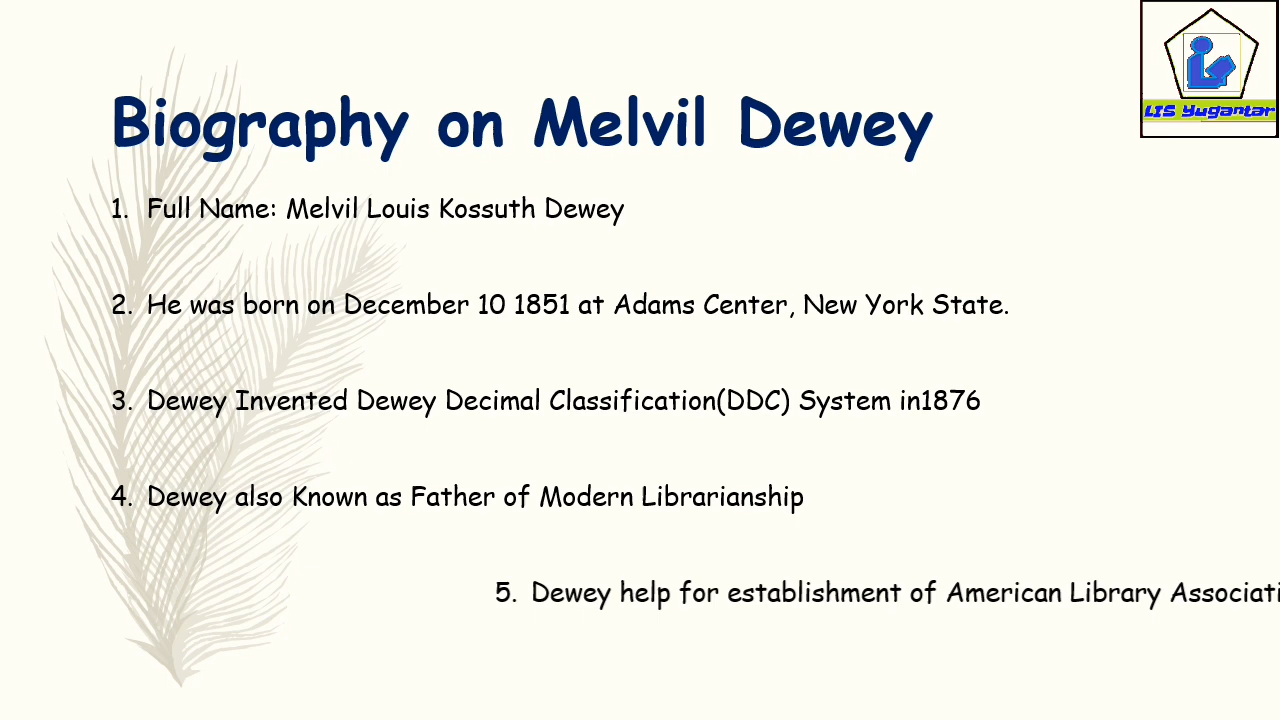 LIS Yugantar
Biography on Melvil Dewey
1. Full Name: Melvil Louis Kossuth Dewey
2. He was born on December 10 1851 at Adams Center, New York State.
3. Dewey Invented Dewey Decimal Classification(DDC) System in1876
4. Dewey also Known as Father of Modern Librarianship
5. Dewey help for establishment of American Library Associati